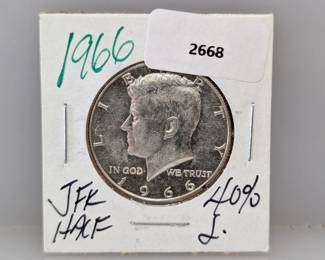 1966
2668
LIBERTY
IN GOD WE TRUST
1966
JFK
HALF
40%